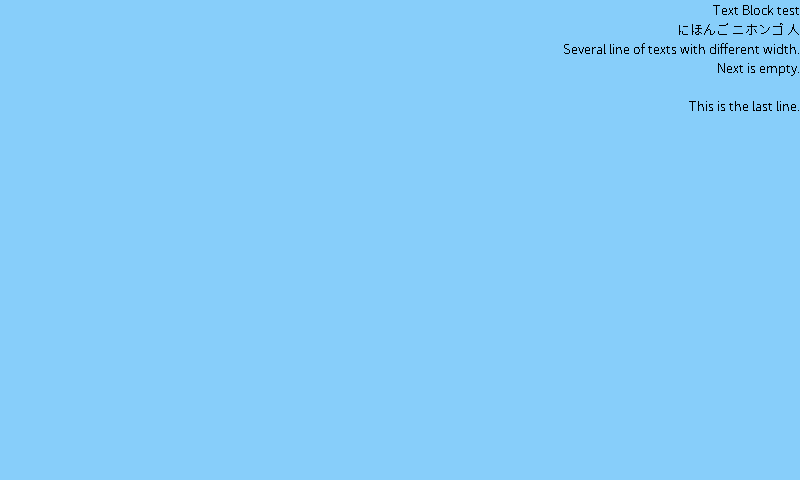 Text Block test
にほんご ニホンゴ 人
Several line of texts with different width.
Next is empty.

This is the last line.